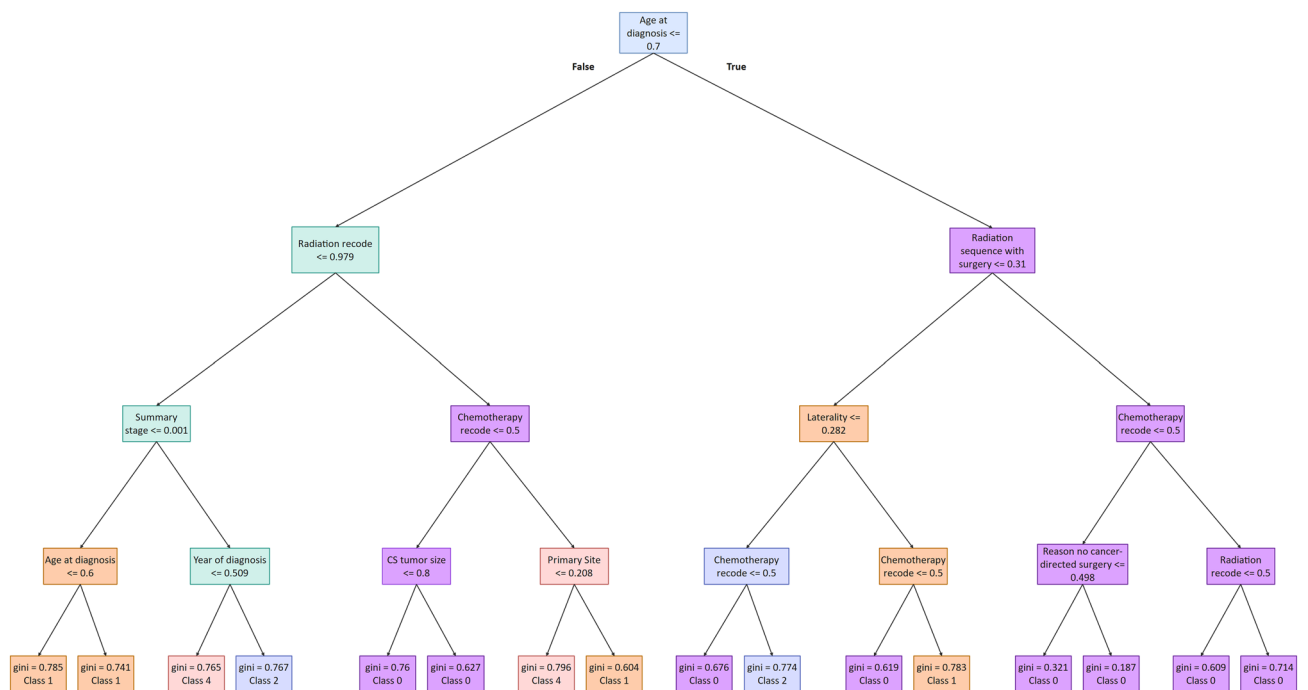 Age at
diagnosis <=
0.7
False
True
Radiation recode
<= 0.979
Radiation
sequence with
surgery <= 0.31
Summary
stage <= 0.001
Chemotherapy
recode <= 0.5
Laterality <=
0.282
Chemotherapy
recode <= 0.5
Age at diagnosis
<= 0.6
Year of diagnosis
<= 0.509
CS tumor size
<= 0.8
Primary Site
<= 0.208
Chemotherapy
recode <= 0.5
Chemotherapy
recode <= 0.5
Reason no cancer-
directed surgery <=
0.498
Radiation
recode <= 0.5
gini = 0.785
Class 1
gini = 0.741
Class 1
gini = 0.765
Class 4
gini = 0.767
Class 2
gini = 0.76
Class 0
gini = 0.627
Class 0
gini = 0.796
Class 4
gini = 0.604
Class 1
gini = 0.676
Class 0
gini = 0.774
Class 2
gini = 0.619
Class 0
gini = 0.783
Class 1
gini = 0.321
Class 0
gini = 0.187
Class 0
gini = 0.609
Class 0
gini = 0.714
Class 0